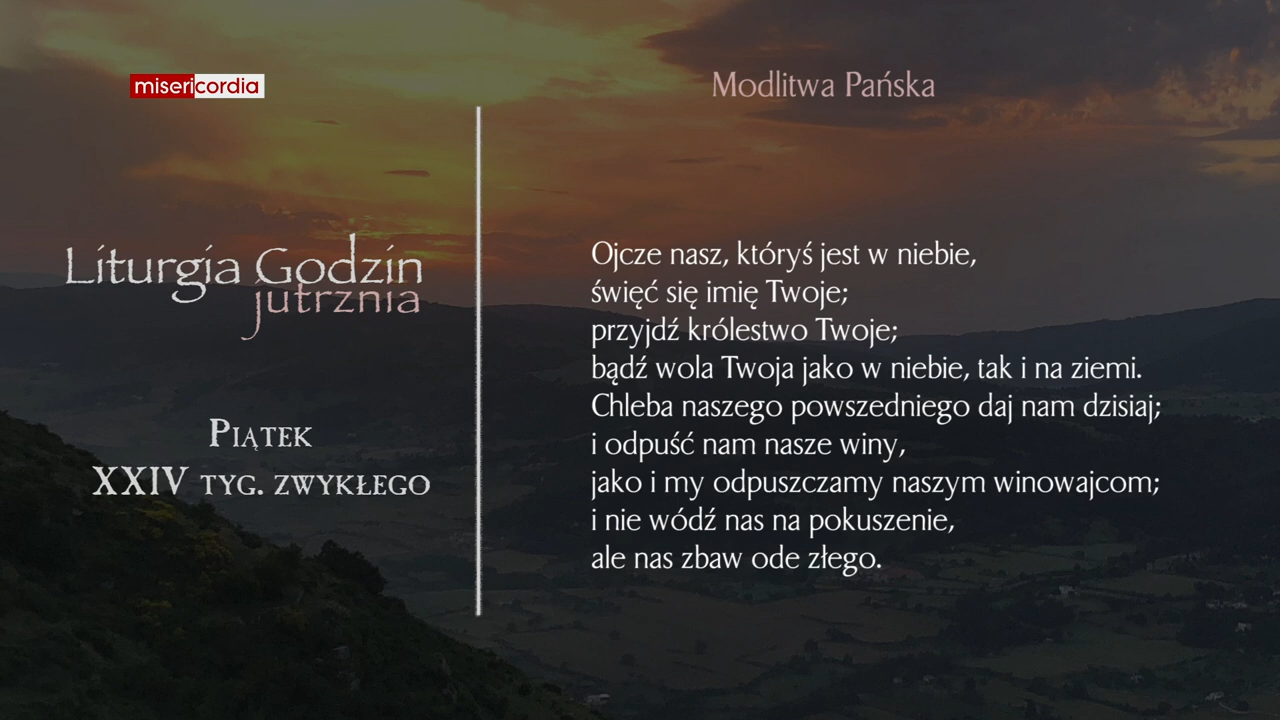 misericordia
Liturgia Godzin
jutrznia
Piątek
XXIV tyg. zwykłego
Modlitwa Pańska
Ojcze nasz, któryś jest w niebie,
święć się imię Twoje;
przyjdź królestwo Twoje;
bądź wola Twoja jako w niebie, tak i na ziemi.
Chleba naszego powszedniego daj nam dzisiaj;
i odpuść nam nasze winy,
jako i my odpuszczamy naszym winowajcom;
i nie wódź nas na pokuszenie,
ale nas zbaw ode złego.